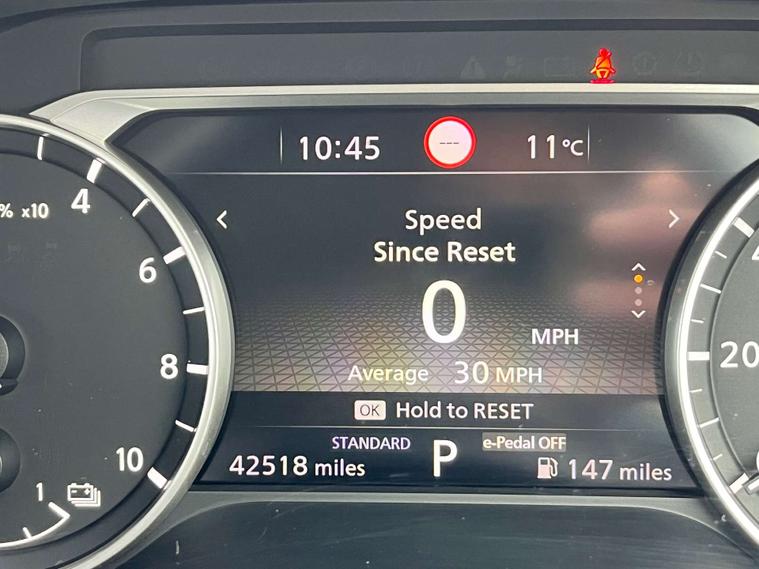 10:45 --- 11°C
% x10
4
Speed
Since Reset
6
0 MPH
8
20
Average 30 MPH
OK Hold to RESET
STANDARD P e-Pedal OFF
10
42518 miles 147 miles
1